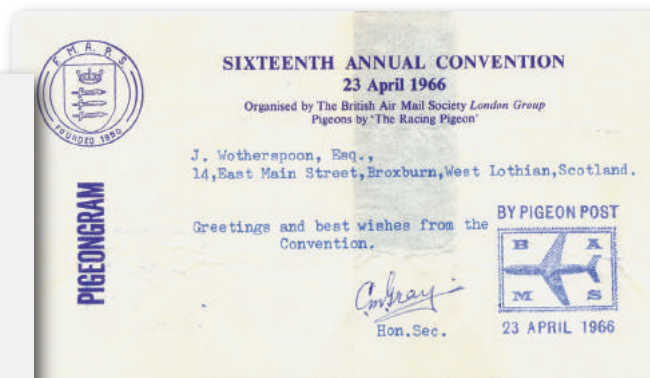 F. M. A. P. S.
FOUNDED 1950
SIXTEENTH ANNUAL CONVENTION
23 April 1966
Organised by The British Air Mail Society London Group
Pigeons by 'The Racing Pigeon'
J. Wotherspoon, Esq.,
14,East Main Street,Broxburn,West Lothian,Scotland.
PIGEONGRAM
Greetings and best wishes from the
Convention.
BY PIGEON POST
B A
M S
23 APRIL 1966
CmGray
Hon.Sec.